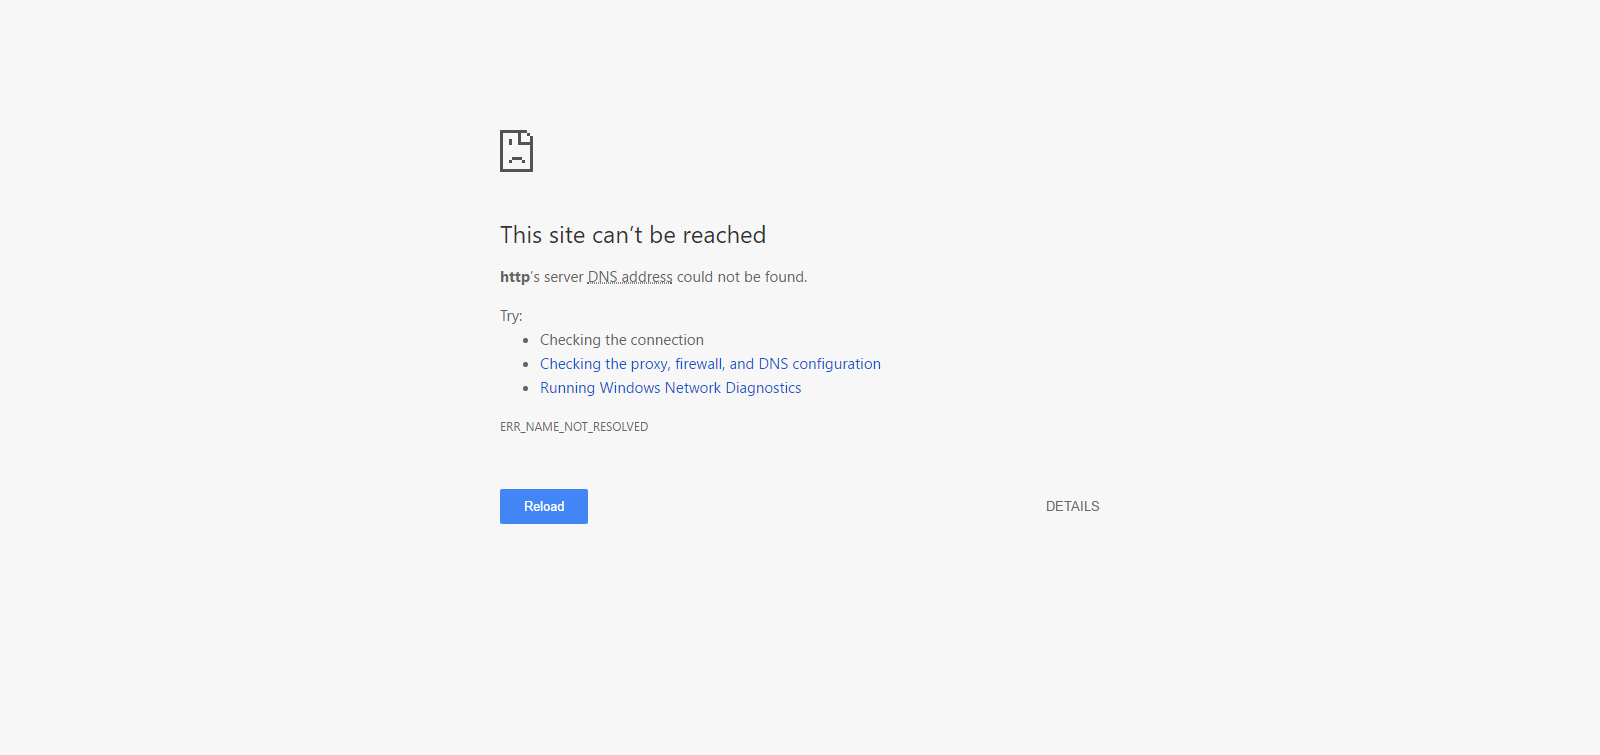 This site can’t be reached
http’s server DNS address could not be found.
Try:
Checking the connection
Checking the proxy, firewall, and DNS configuration
Running Windows Network Diagnostics
ERR_NAME_NOT_RESOLVED
Reload
DETAILS